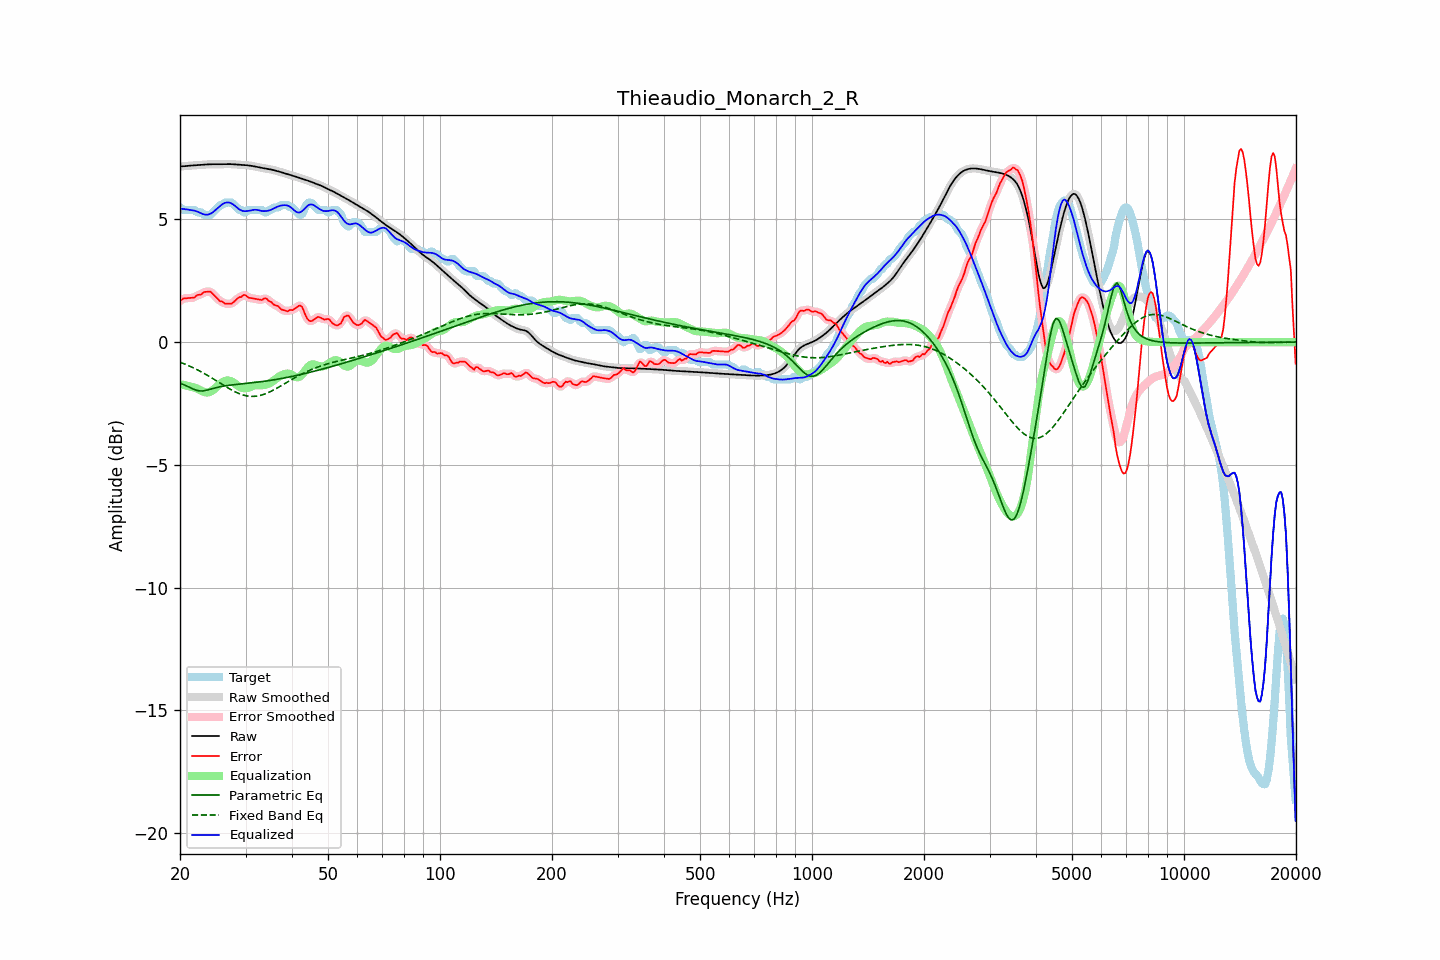 Thieaudio_Monarch_2_R
Amplitude (dBr)
5
0
−5
−10
−15
−20
Target
Raw Smoothed
Error Smoothed
Raw
Error
Equalization
Parametric Eq
Fixed Band Eq
Equalized
20 50 100 200 500 1000 2000 5000 10000 20000
Frequency (Hz)